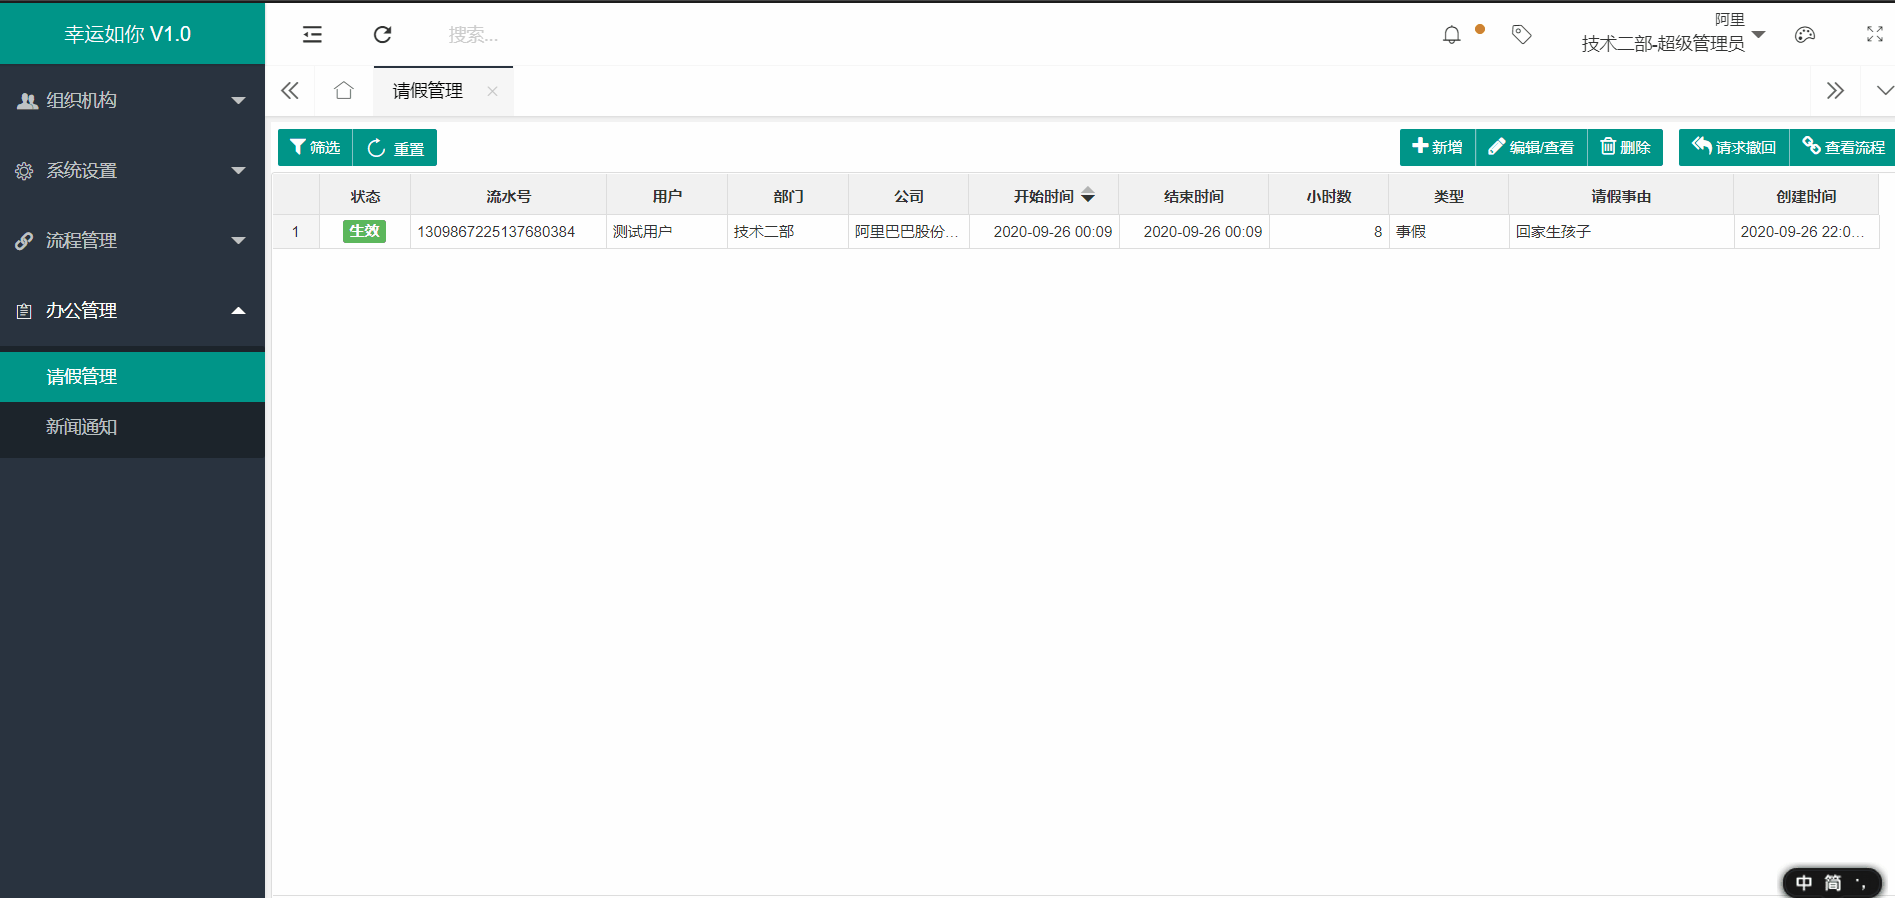 幸运如你 V1.0
搜索...
阿里
技术二部-超级管理员
组织机构
系统设置
流程管理
办公管理
请假管理
新闻通知
请假管理
筛选 重置 新增 编辑/查看 删除 请求撤回 查看流程
状态 流水号 用户 部门 公司 开始时间 结束时间 小时数 类型 请假事由 创建时间
1 生效 1309867225137680384 测试用户 技术二部 阿里巴巴股份... 2020-09-26 00:09 2020-09-26 00:09 8 事假 回家生孩子 2020-09-26 22:0...
中 简